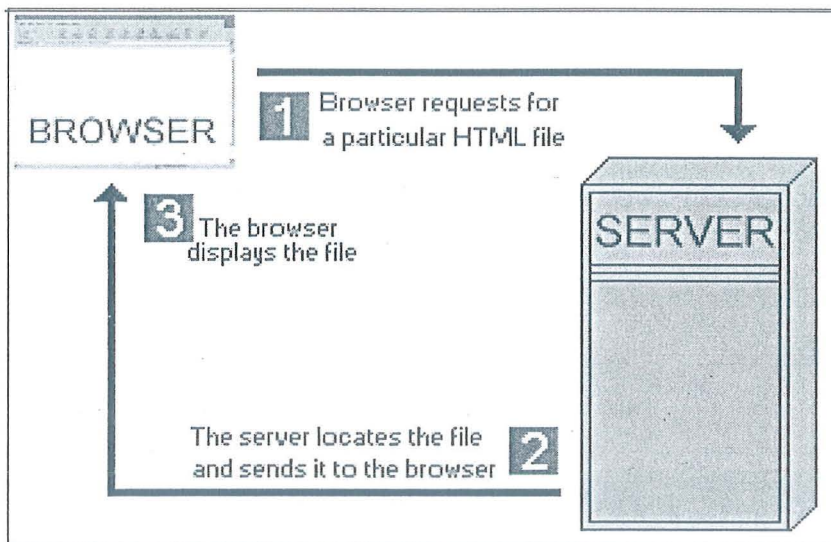 BROWSER
1 Browser requests for
a particular HTML file
3 The browser
displays the file
SERVER
The server locates the file 2
and sends it to the browser